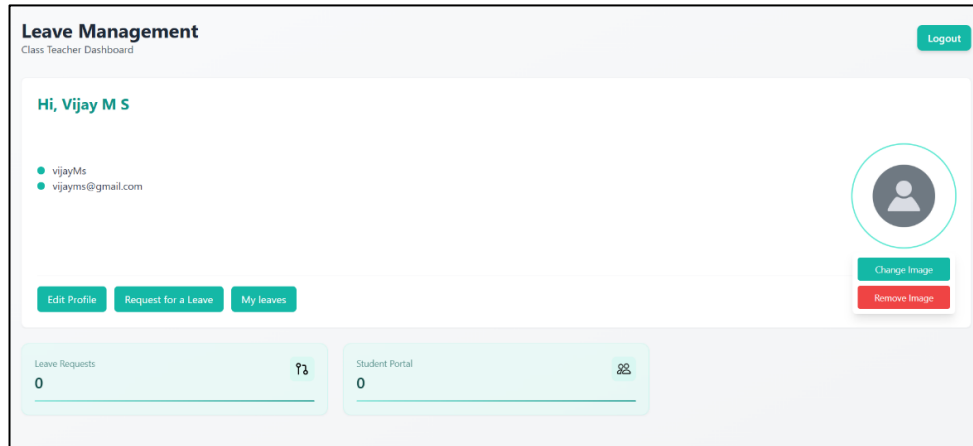 Leave Management
Class Teacher Dashboard
Logout
Hi, Vijay M S
vijayMs
vijayms@gmail.com
Change Image
Remove Image
Edit Profile
Request for a Leave
My leaves
Leave Requests
0
Student Portal
0